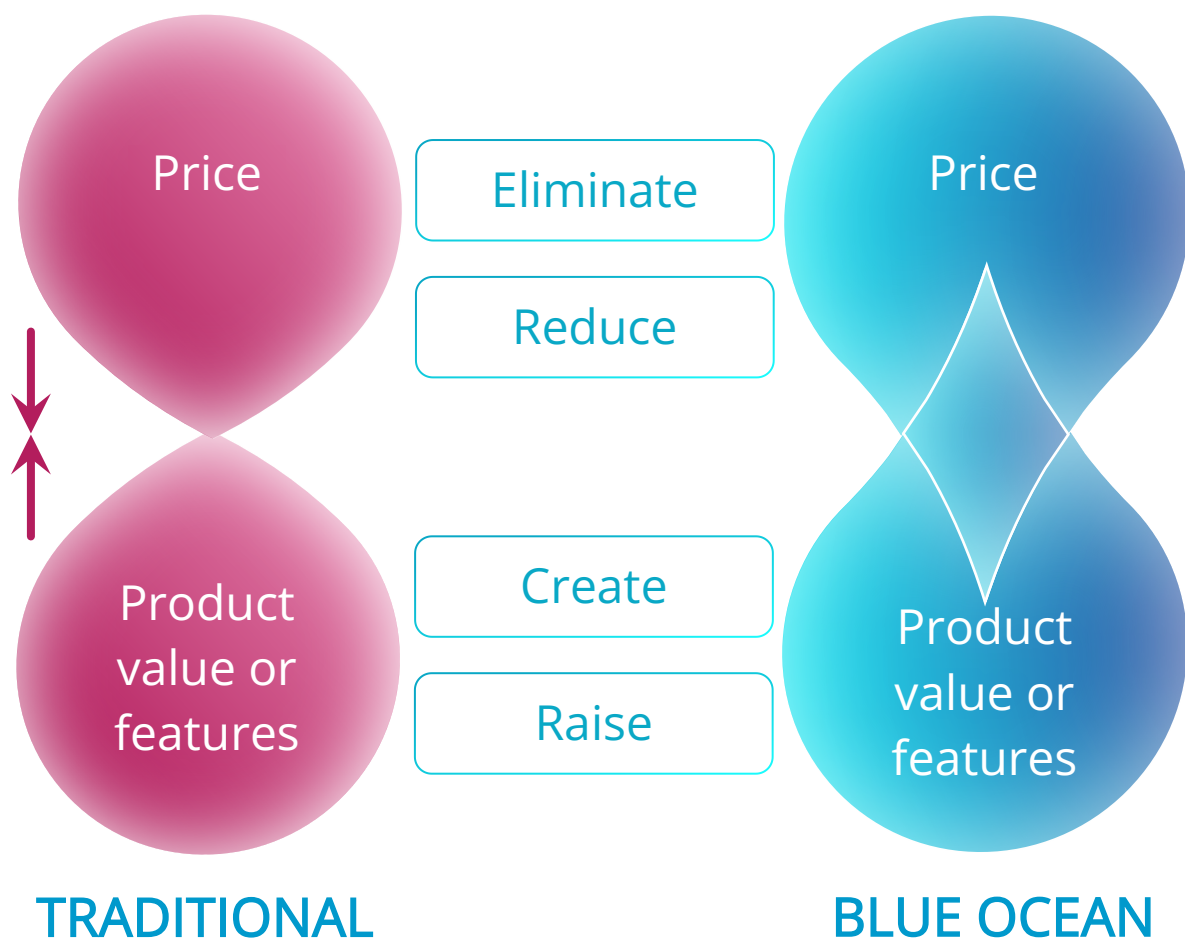 Price
Product
value or
features
TRADITIONAL
Eliminate
Reduce
Create
Raise
Price
Product
value or
features
BLUE OCEAN